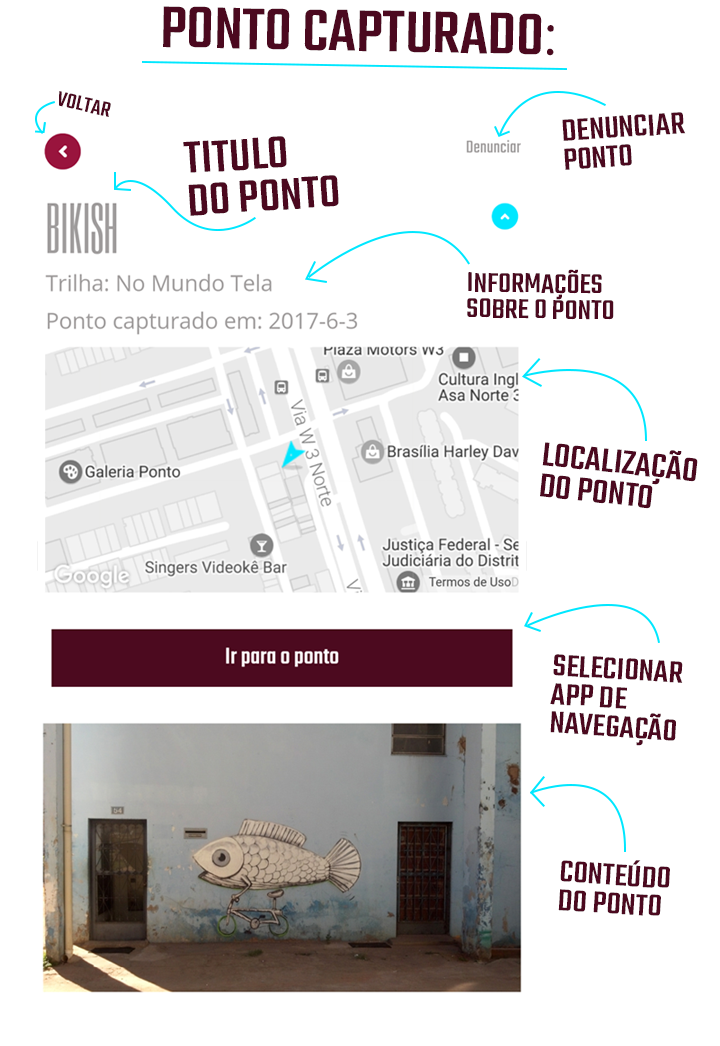 PONTO CAPTURADO:
VOLTAR
TITULO
DO PONTO
Denunciar
DENUNCIAR
PONTO
BIKISH
Trilha: No Mundo Tela
Ponto capturado em: 2017-6-3
INFORMAÇÕES
SOBRE O PONTO
Plaza Motors W3
Cultura Ingl
Asa Norte 3
Via W 3 Norte
Brasília Harley Dav
Galeria Ponto
LOCALIZAÇÃO
DO PONTO
Justiça Federal - Se
Judiciária do Distrit
Singers Videokê Bar
Google
Termos de Uso
Vi
Ir para o ponto
SELECIONAR
APP DE
NAVEGAÇÃO
CONTEÚDO
DO PONTO